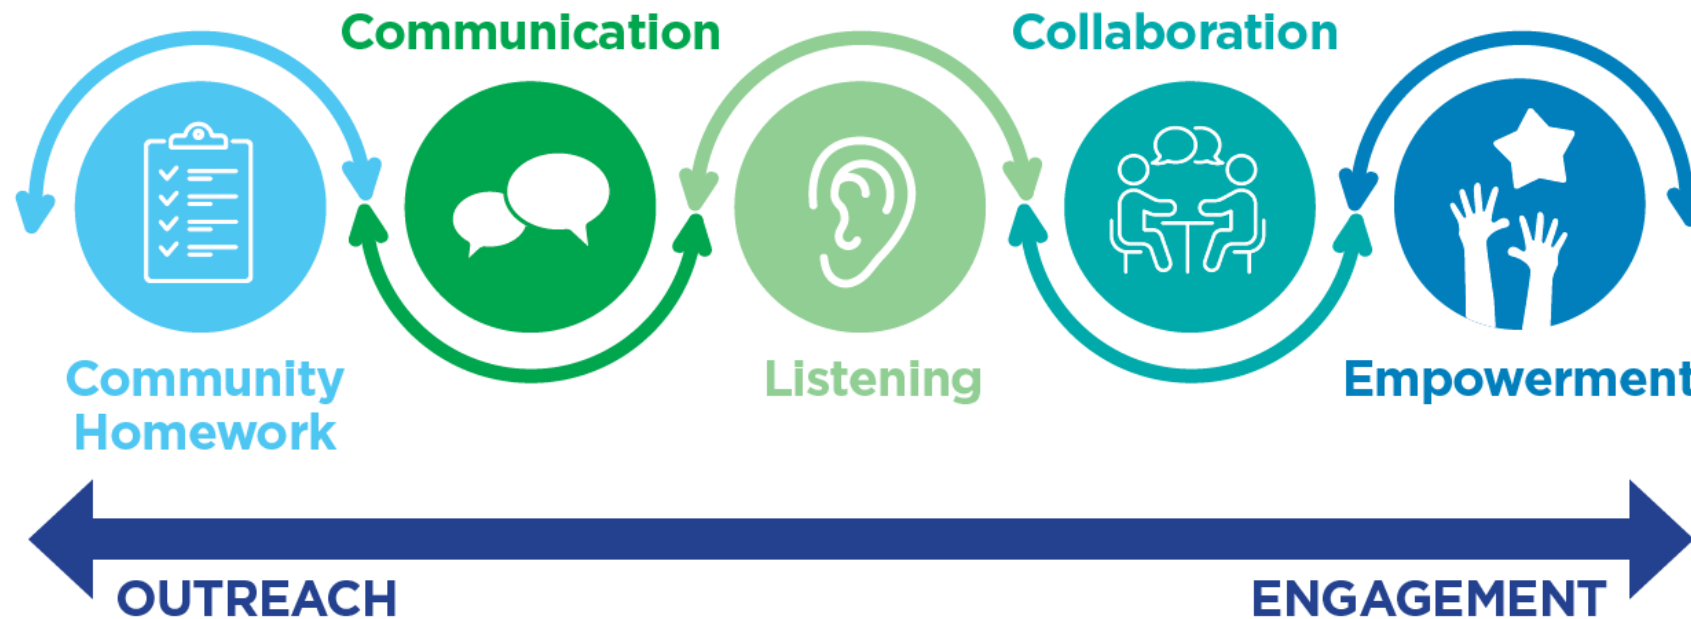 Communication
Collaboration
Community
Homework
Listening
Empowerment
OUTREACH
ENGAGEMENT